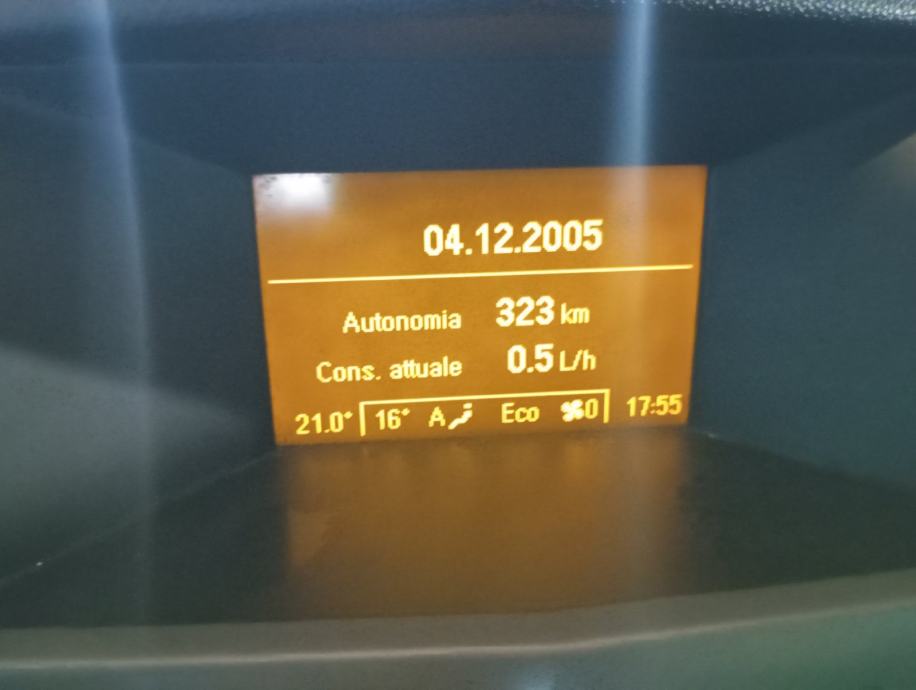 04.12.2005
Autonomia 323 km
Cons. attuale 0.5 L/h
21.0° 16° A Eco 0 17:55